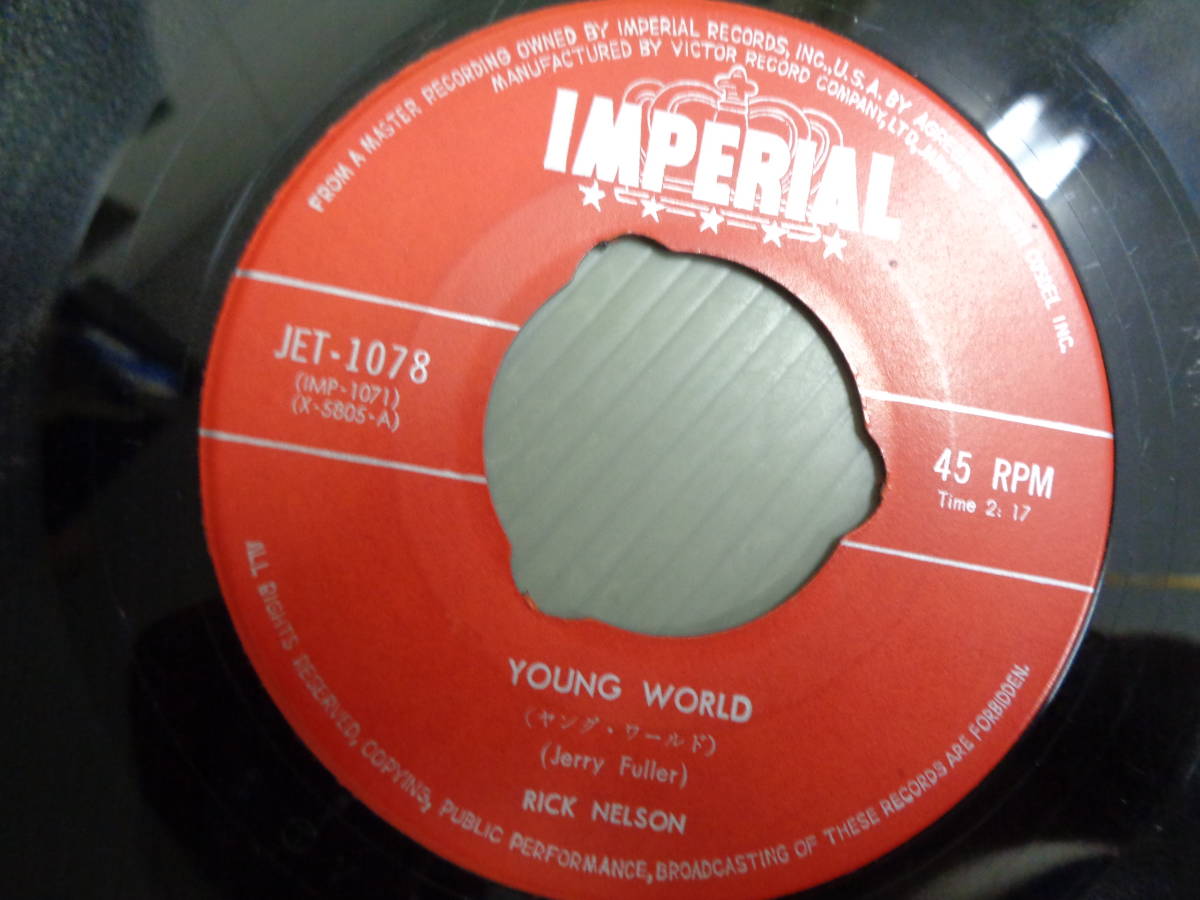 FROM A MASTER RECORDING OWNED BY IMPERIAL RECORDS, INC., U.S.A. BY COSDEL INC.
MANUFACTURED BY VICTOR RECORD COMPANY, LTD., JAPAN
IMPERIAL
JET-1078
(IMP-1071)
(X-5805-A)
45 RPM
Time 2:17
YOUNG WORLD
(ヤング・ワールド)
(Jerry Fuller)
RICK NELSON
ALL RIGHTS RESERVED, COPYING, PUBLIC PERFORMANCE, BROADCASTING OF THESE RECORDS ARE FORBIDDEN.